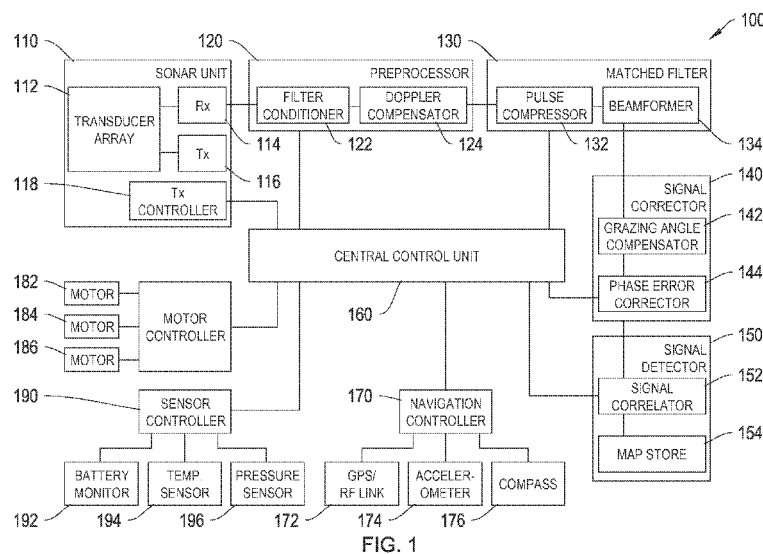 100
110
120
130
112
SONAR UNIT
PREPROCESSOR
MATCHED FILTER
TRANSDUCER
ARRAY
Rx
FILTER
CONDITIONER
DOPPLER
COMPENSATOR
PULSE
COMPRESSOR
BEAMFORMER
114
122
124
132
134
Tx
116
118
Tx
CONTROLLER
SIGNAL
CORRECTOR
140
142
GRAZING ANGLE
COMPENSATOR
CENTRAL CONTROL UNIT
160
144
PHASE ERROR
CORRECTOR
182
MOTOR
184
MOTOR
186
MOTOR
MOTOR
CONTROLLER
150
SIGNAL
DETECTOR
152
SIGNAL
CORRELATOR
154
MAP STORE
190
SENSOR
CONTROLLER
170
NAVIGATION
CONTROLLER
BATTERY
MONITOR
TEMP.
SENSOR
PRESSURE
SENSOR
GPS/
RF LINK
ACCELER-
OMETER
COMPASS
192
194
196
172
174
176
FIG. 1